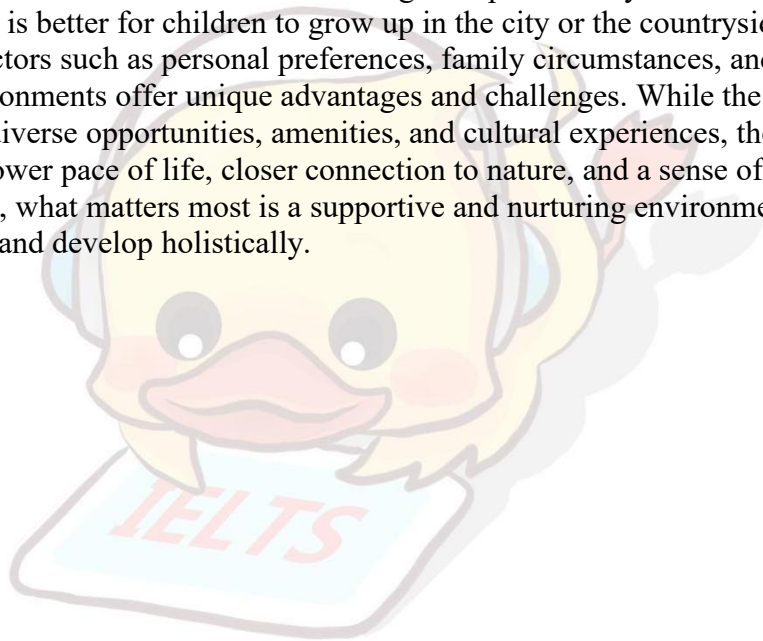 is better for children to grow up in the city or the countrysid
ctors such as personal preferences, family circumstances, and
onments offer unique advantages and challenges. While the
iverse opportunities, amenities, and cultural experiences, th
ower pace of life, closer connection to nature, and a sense of
, what matters most is a supportive and nurturing environme
and develop holistically.
IELTS